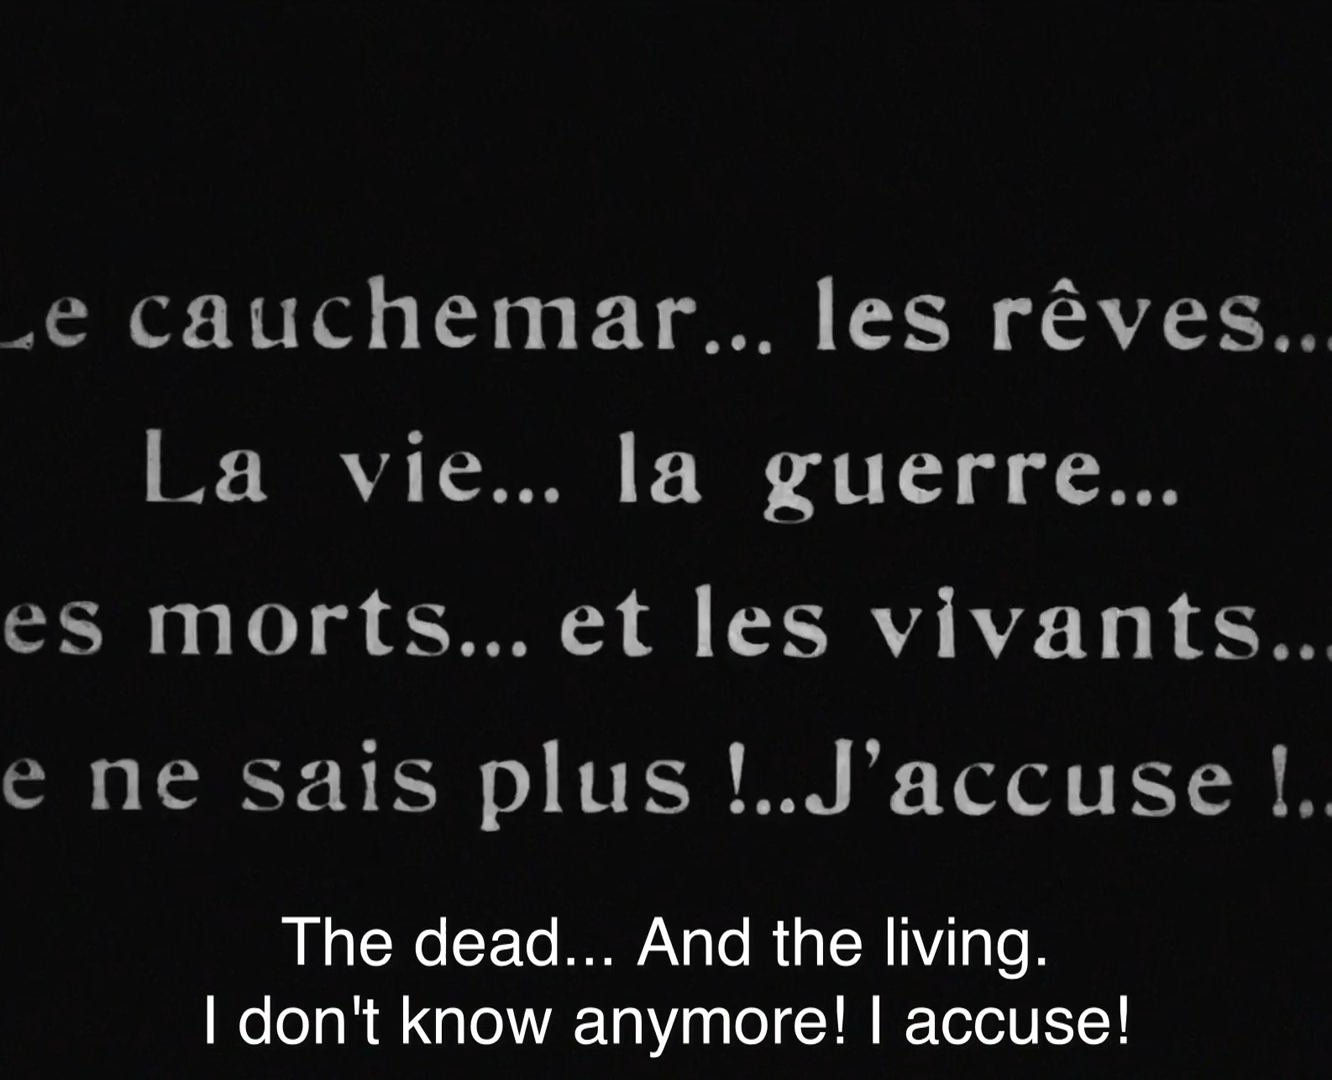 Le cauchemar... les rêves...
La vie... la guerre...
es morts... et les vivants...
e ne sais plus !..J'accuse !..
The dead... And the living.
I don't know anymore! I accuse!